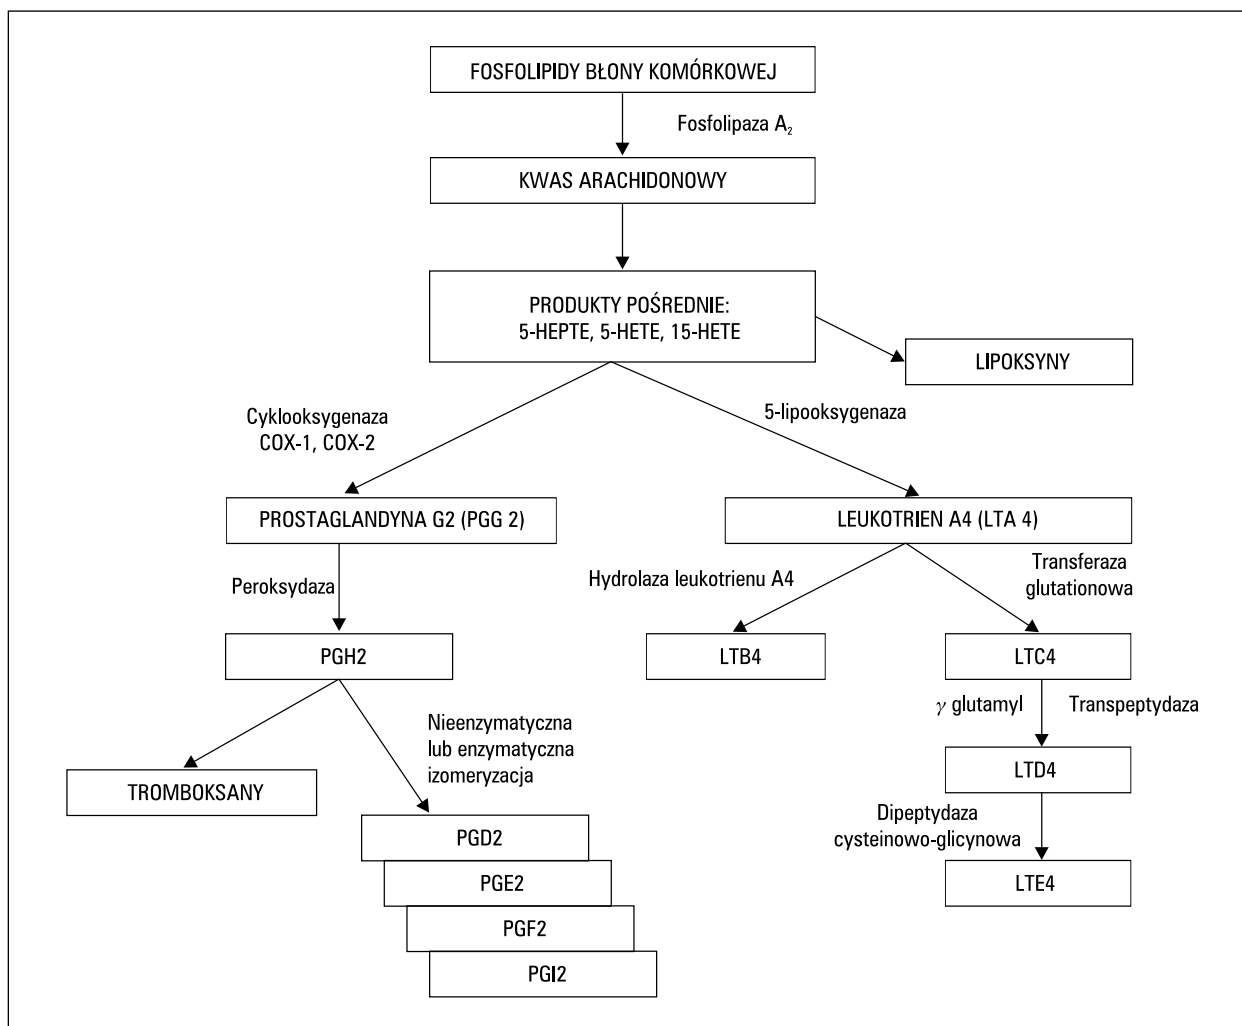 FOSFOLIPIDY BŁONY KOMÓRKOWEJ
Fosfolipaza A₂
KWAS ARACHIDONOWY
PRODUKTY POŚREDNIE:
5-HEPTE, 5-HETE, 15-HETE
LIPOKSYNY
Cyklooksygenaza
COX-1, COX-2
5-lipooksygenaza
PROSTAGLANDYNA G2 (PGG 2)
LEUKOTRIEN A4 (LTA 4)
Peroksydaza
Hydrolaza leukotrienu A4
Transferaza
glutationowa
PGH2
LTB4
LTC4
Nieenzymatyczna
lub enzymatyczna
izomeryzacja
γ glutamyl Transpeptydaza
TROMBOKSANY
LTD4
PGD2
Dipeptydaza
cysteinowo-glicynowa
PGE2
LTE4
PGF2
PGI2